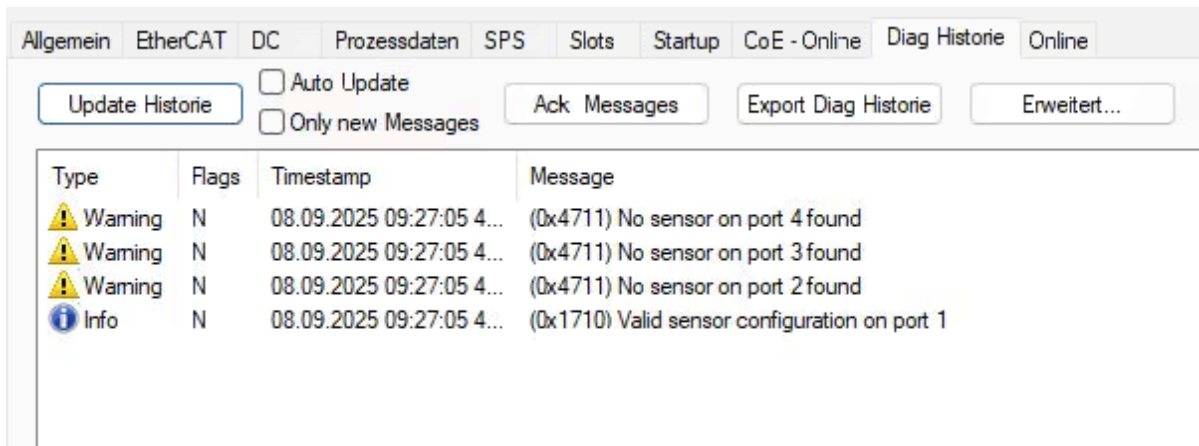 Allgemein EtherCAT DC Prozessdaten SPS Slots Startup CoE - Online Diag Historie Online
Update Historie Auto Update Ack Messages Export Diag Historie Erweitert...
Only new Messages
Type Flags Timestamp Message
Warning N 08.09.2025 09:27:05 4... (0x4711) No sensor on port 4 found
Warning N 08.09.2025 09:27:05 4... (0x4711) No sensor on port 3 found
Warning N 08.09.2025 09:27:05 4... (0x4711) No sensor on port 2 found
Info N 08.09.2025 09:27:05 4... (0x1710) Valid sensor configuration on port 1